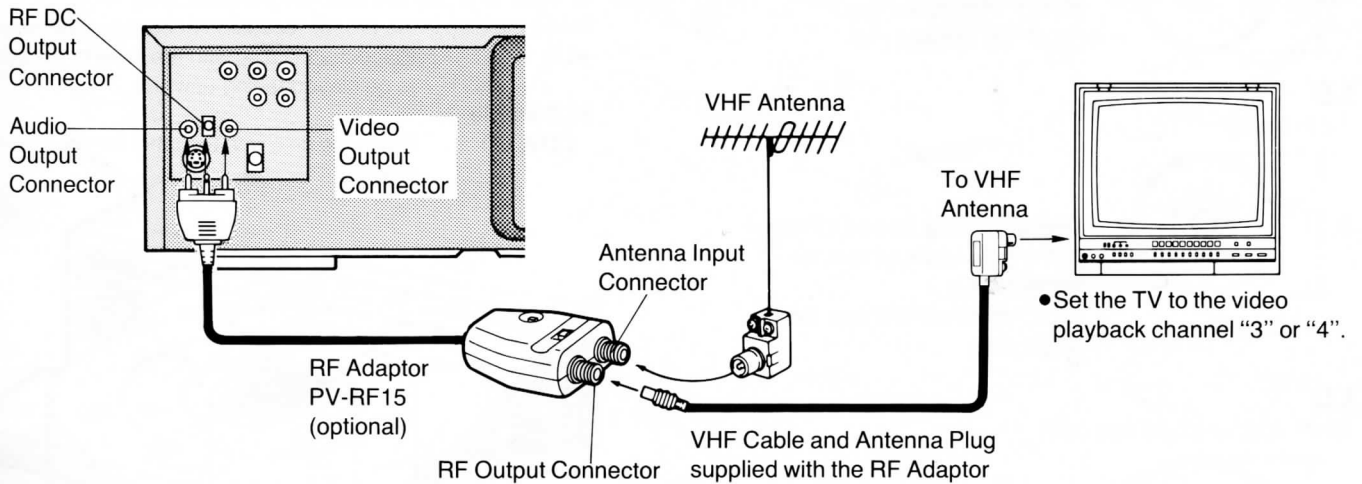 RF DC
Output
Connector
Audio
Output
Connector
Video
Output
Connector
VHF Antenna
To VHF
Antenna
Antenna Input
Connector
●Set the TV to the video
playback channel “3” or “4”.
RF Adaptor
PV-RF15
(optional)
RF Output Connector
VHF Cable and Antenna Plug
supplied with the RF Adaptor